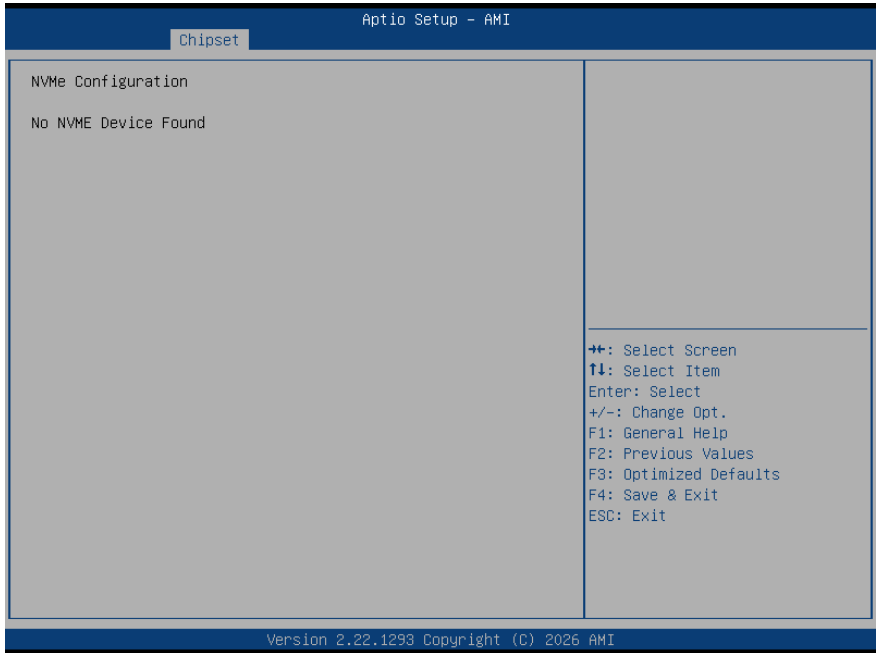 Aptio Setup – AMI
Chipset
NVMe Configuration
No NVME Device Found
→←: Select Screen
↑↓: Select Item
Enter: Select
+/-: Change Opt.
F1: General Help
F2: Previous Values
F3: Optimized Defaults
F4: Save & Exit
ESC: Exit
Version 2.22.1293 Copyright (C) 2026 AMI